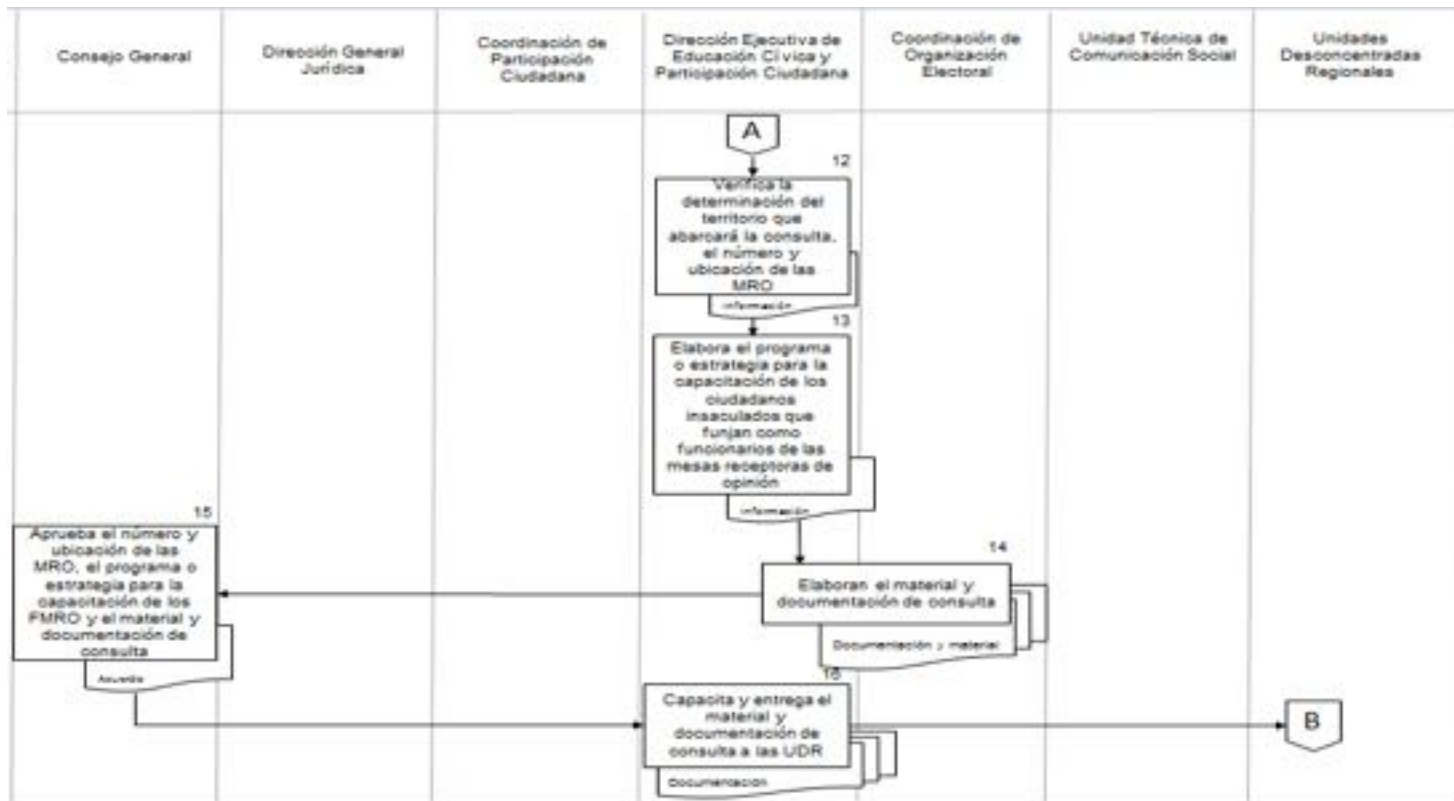 Consejo General
Dirección General
Jurídica
Coordinación de
Participación
Ciudadana
Dirección Ejecutiva de
Educación Cívica y
Participación Ciudadana
Coordinación de
Organización
Electoral
Unidad Técnica de
Comunicación Social
Unidades
Desconcentradas
Regionales
A
12
Verifica la
determinación del
territorio que
abarcará la consulta,
el número y
ubicación de las
MRO
Información
13
Elabora el programa
o estrategia para la
capacitación de los
ciudadanos
insaculados que
funjan como
funcionarios de las
mesas receptoras de
opinión
Información
14
Elaboran el material y
documentación de consulta
Documentación y material
15
Aprueba el número y
ubicación de las
MRO, el programa o
estrategia para la
capacitación de los
FMRO y el material y
documentación de
consulta
Acuerdo
16
Capacita y entrega el
material y
documentación de
consulta a las UDR
Documentación
B